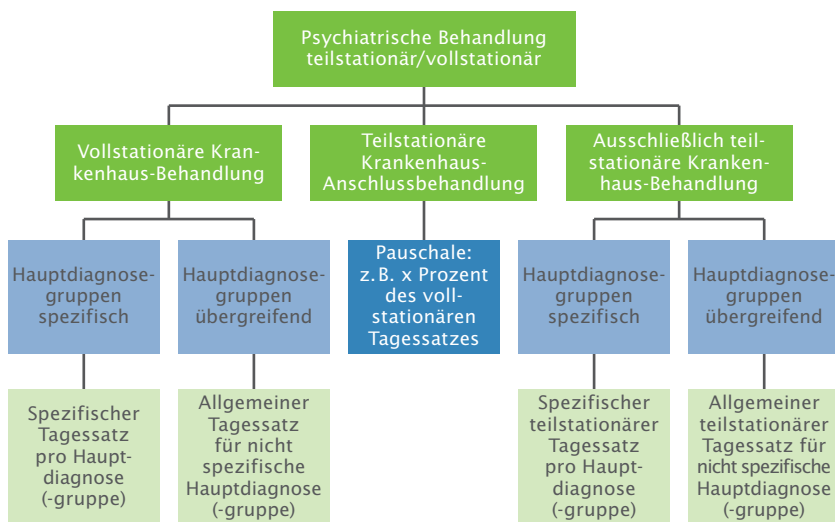 Psychiatrische Behandlung
teilstationär/vollstationär
Vollstationäre Kran-
kenhaus-Behandlung
Teilstationäre
Krankenhaus-
Anschlussbehandlung
Ausschließlich teil-
stationäre Kranken-
haus-Behandlung
Hauptdiagnose-
gruppen
spezifisch
Hauptdiagnose-
gruppen
übergreifend
Pauschale:
z. B. x Prozent
des voll-
stationären
Tagessatzes
Hauptdiagnose-
gruppen
spezifisch
Hauptdiagnose-
gruppen
übergreifend
Spezifischer
Tagessatz
pro Haupt-
diagnose
(-gruppe)
Allgemeiner
Tagessatz
für nicht
spezifische
Hauptdiagnose
(-gruppe)
Spezifischer
teilstationärer
Tagessatz
pro Haupt-
diagnose
(-gruppe)
Allgemeiner
teilstationärer
Tagessatz für
nicht spezifische
Hauptdiagnose
(-gruppe)